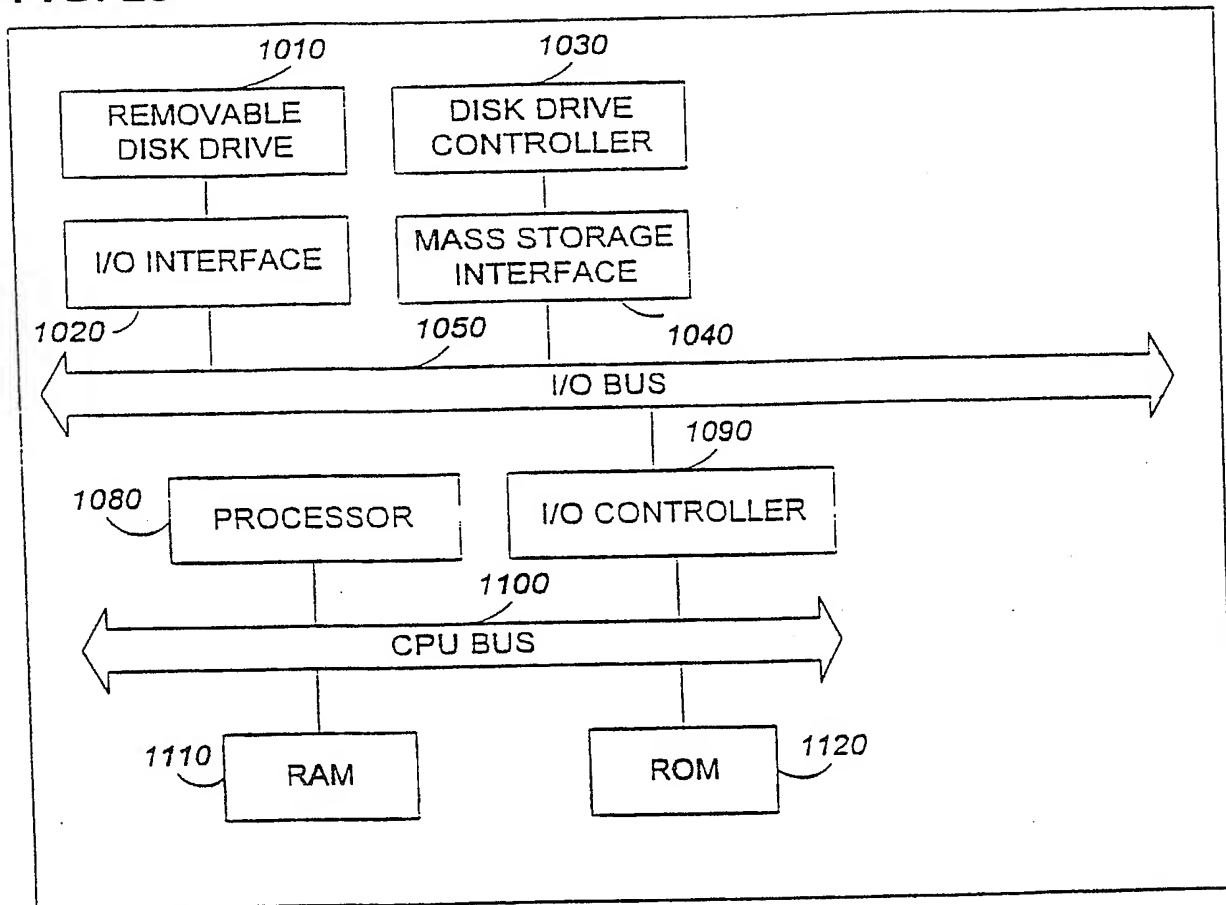 1010
1030
REMOVABLE
DISK DRIVE
DISK DRIVE
CONTROLLER
I/O INTERFACE
MASS STORAGE
INTERFACE
1020
1050
1040
I/O BUS
1090
1080
PROCESSOR
I/O CONTROLLER
1100
CPU BUS
1110
RAM
ROM
1120